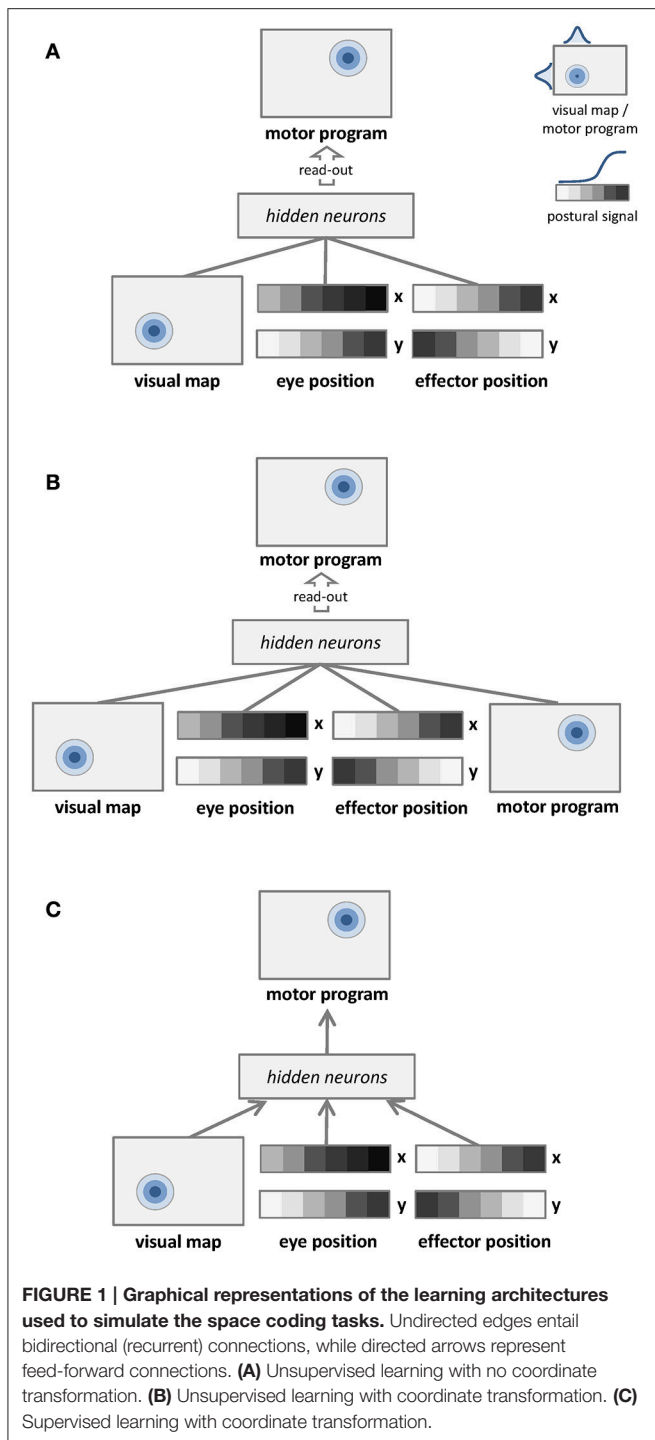 A
motor program
read-out
hidden neurons
visual map /
motor program
postural signal
x
x
y
y
visual map
eye position
effector position
B
motor program
read-out
hidden neurons
x
x
y
y
visual map
eye position
effector position
motor program
C
motor program
hidden neurons
x
x
y
y
visual map
eye position
effector position
FIGURE 1 | Graphical representations of the learning architectures
used to simulate the space coding tasks. Undirected edges entail
bidirectional (recurrent) connections, while directed arrows represent
feed-forward connections. (A) Unsupervised learning with no coordinate
transformation. (B) Unsupervised learning with coordinate transformation. (C)
Supervised learning with coordinate transformation.